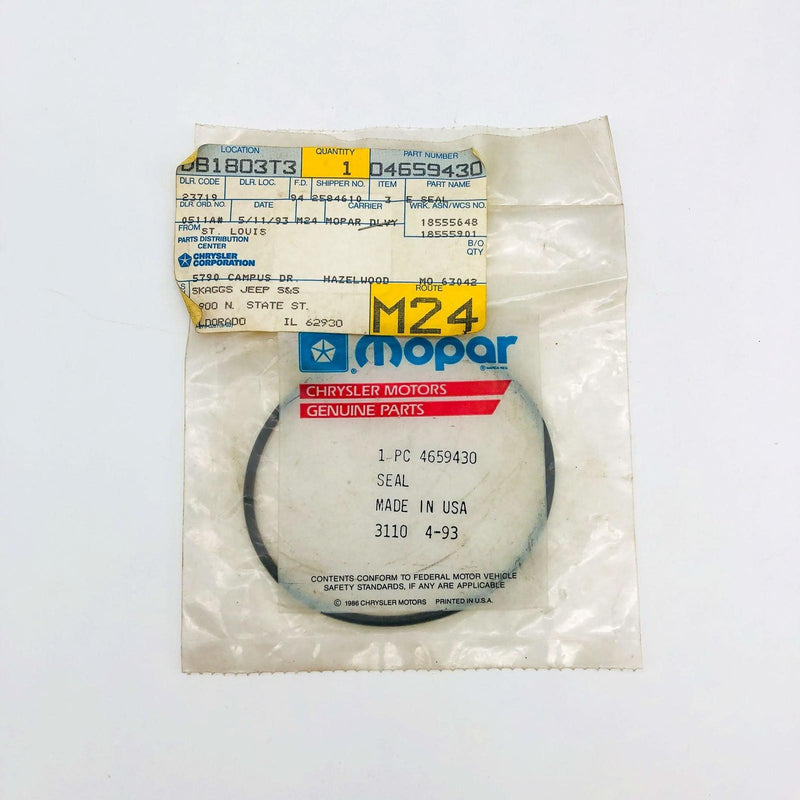 LOCATION QUANTITY PART NUMBER
DB1803T3 1 04659430
DLR. CODE DLR. LOC. F.D. SHIPPER NO. ITEM PART NAME
23719 94 2584610 3 E SEAL
DLR ORD. NO. DATE CARRIER WRK. ASN/WCS NO.
0511A# 5/11/93 M24 MOPAR DLVY 18555648
FROM ST. LOUIS 18555901
PARTS DISTRIBUTION CENTER
B/O QTY
CHRYSLER CORPORATION
5790 CAMPUS DR. HAZELWOOD MO 63042
SKAGGS JEEP S&S ROUTE
900 N. STATE ST. M24
LDORADO IL 62930
mopar
CHRYSLER MOTORS
GENUINE PARTS
1 PC 4659430
SEAL
MADE IN USA
3110 4-93
CONTENTS CONFORM TO FEDERAL MOTOR VEHICLE
SAFETY STANDARDS, IF ANY ARE APPLICABLE
© 1986 CHRYSLER MOTORS PRINTED IN U.S.A.